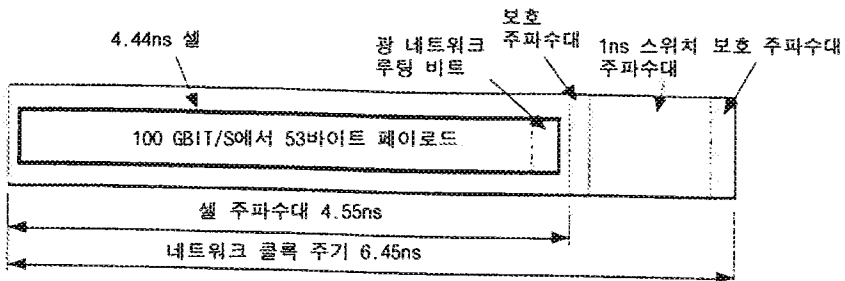 4.44ns 셀
광 네트워크
루팅 비트
보호
주파수대
1ns 스위치
주파수대
보호 주파수대
100 GBIT/S에서 53바이트 페이로드
셀 주파수대 4.55ns
네트워크 클록 주기 6.45ns